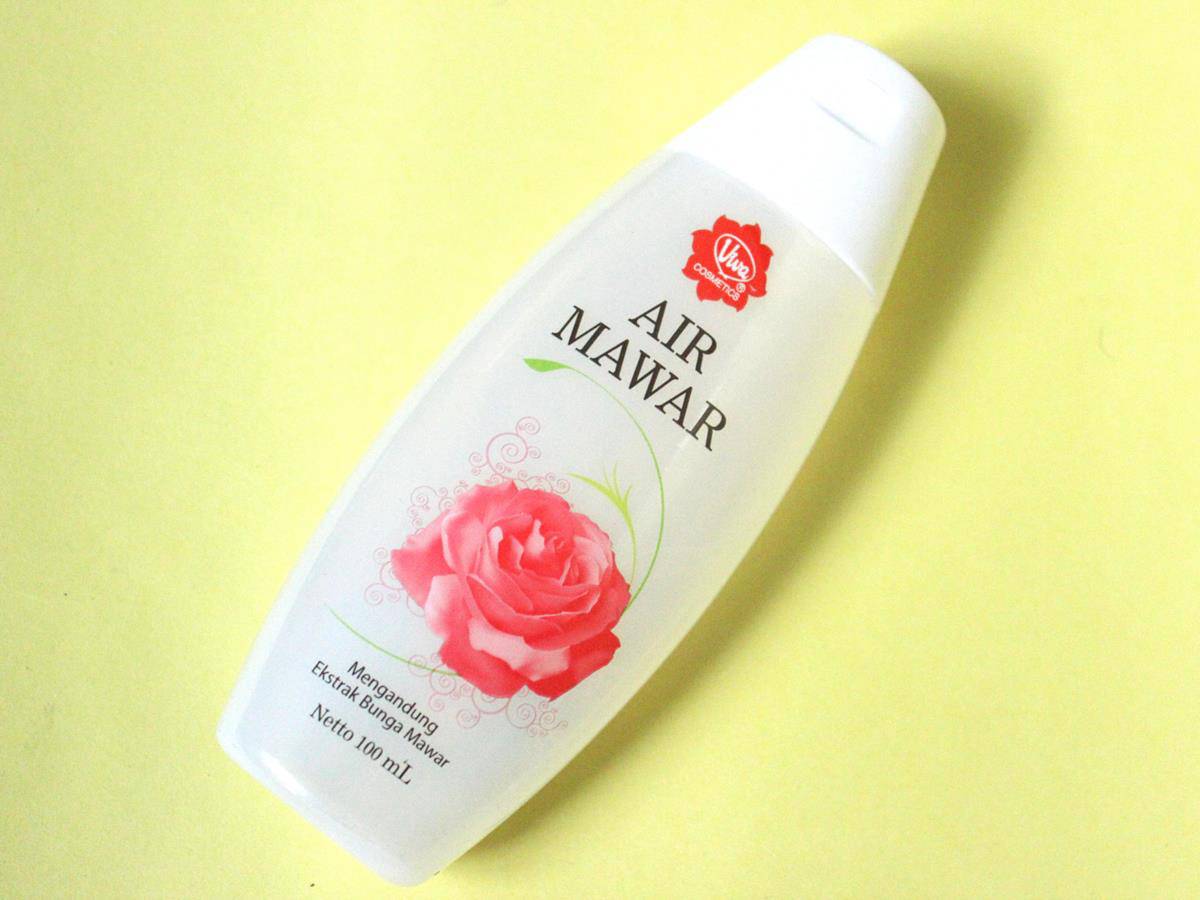 Viva®
COSMETICS
AIR
MAWAR
Mengandung
Ekstrak Bunga Mawar
Netto 100 mL